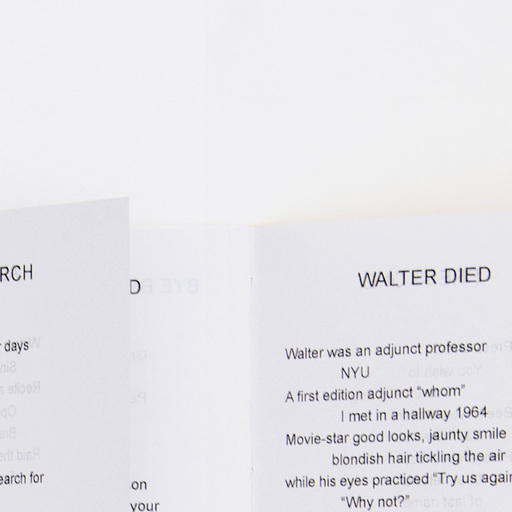 RCH
days
earch for
D
on
your
WALTER DIED
Walter was an adjunct professor
NYU
A first edition adjunct “whom”
I met in a hallway 1964
Movie-star good looks, jaunty smile
blondish hair tickling the air
while his eyes practiced “Try us again
“Why not?”